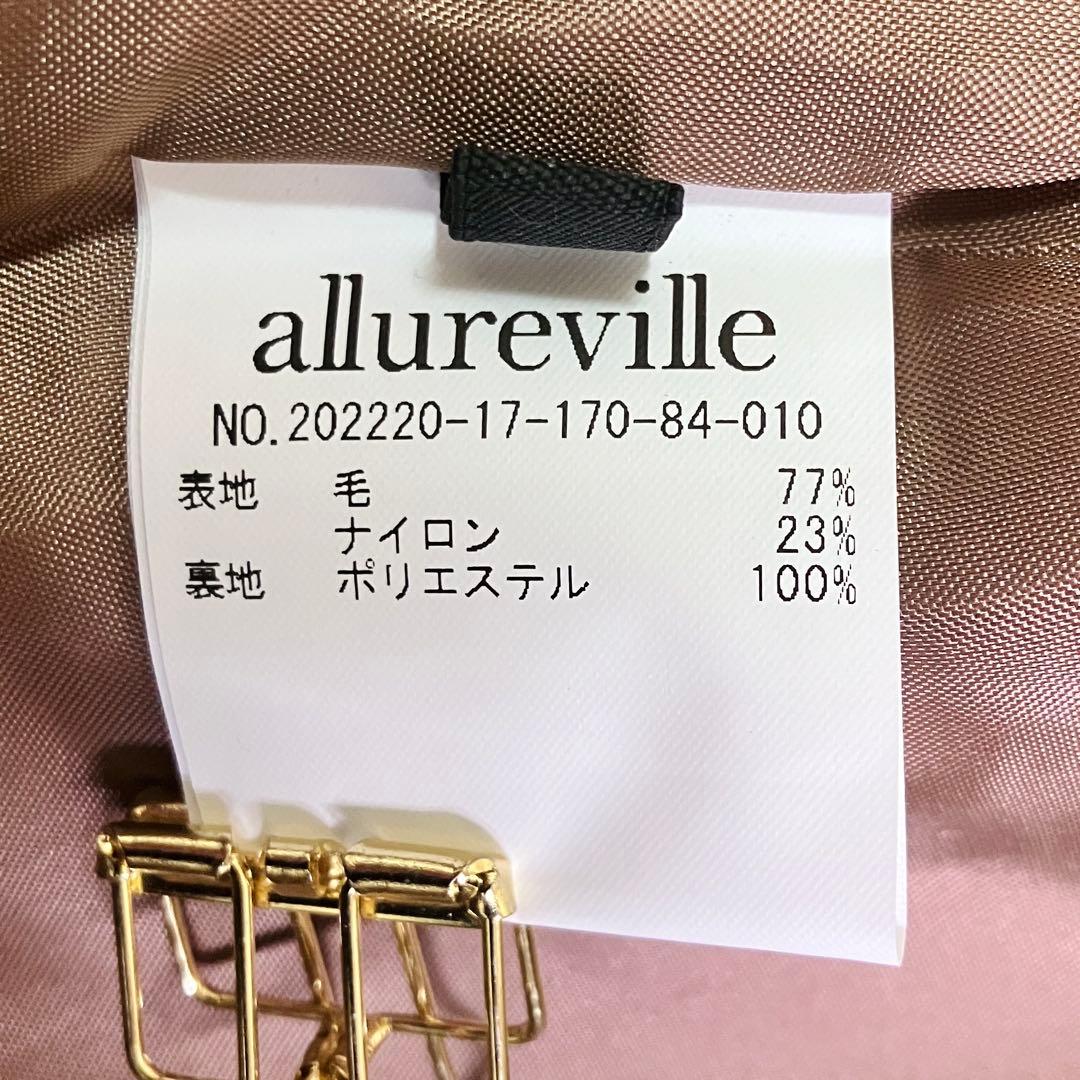 allureville
NO.202220-17-170-84-010
表地 毛 77%
ナイロン 23%
裏地 ポリエステル 100%